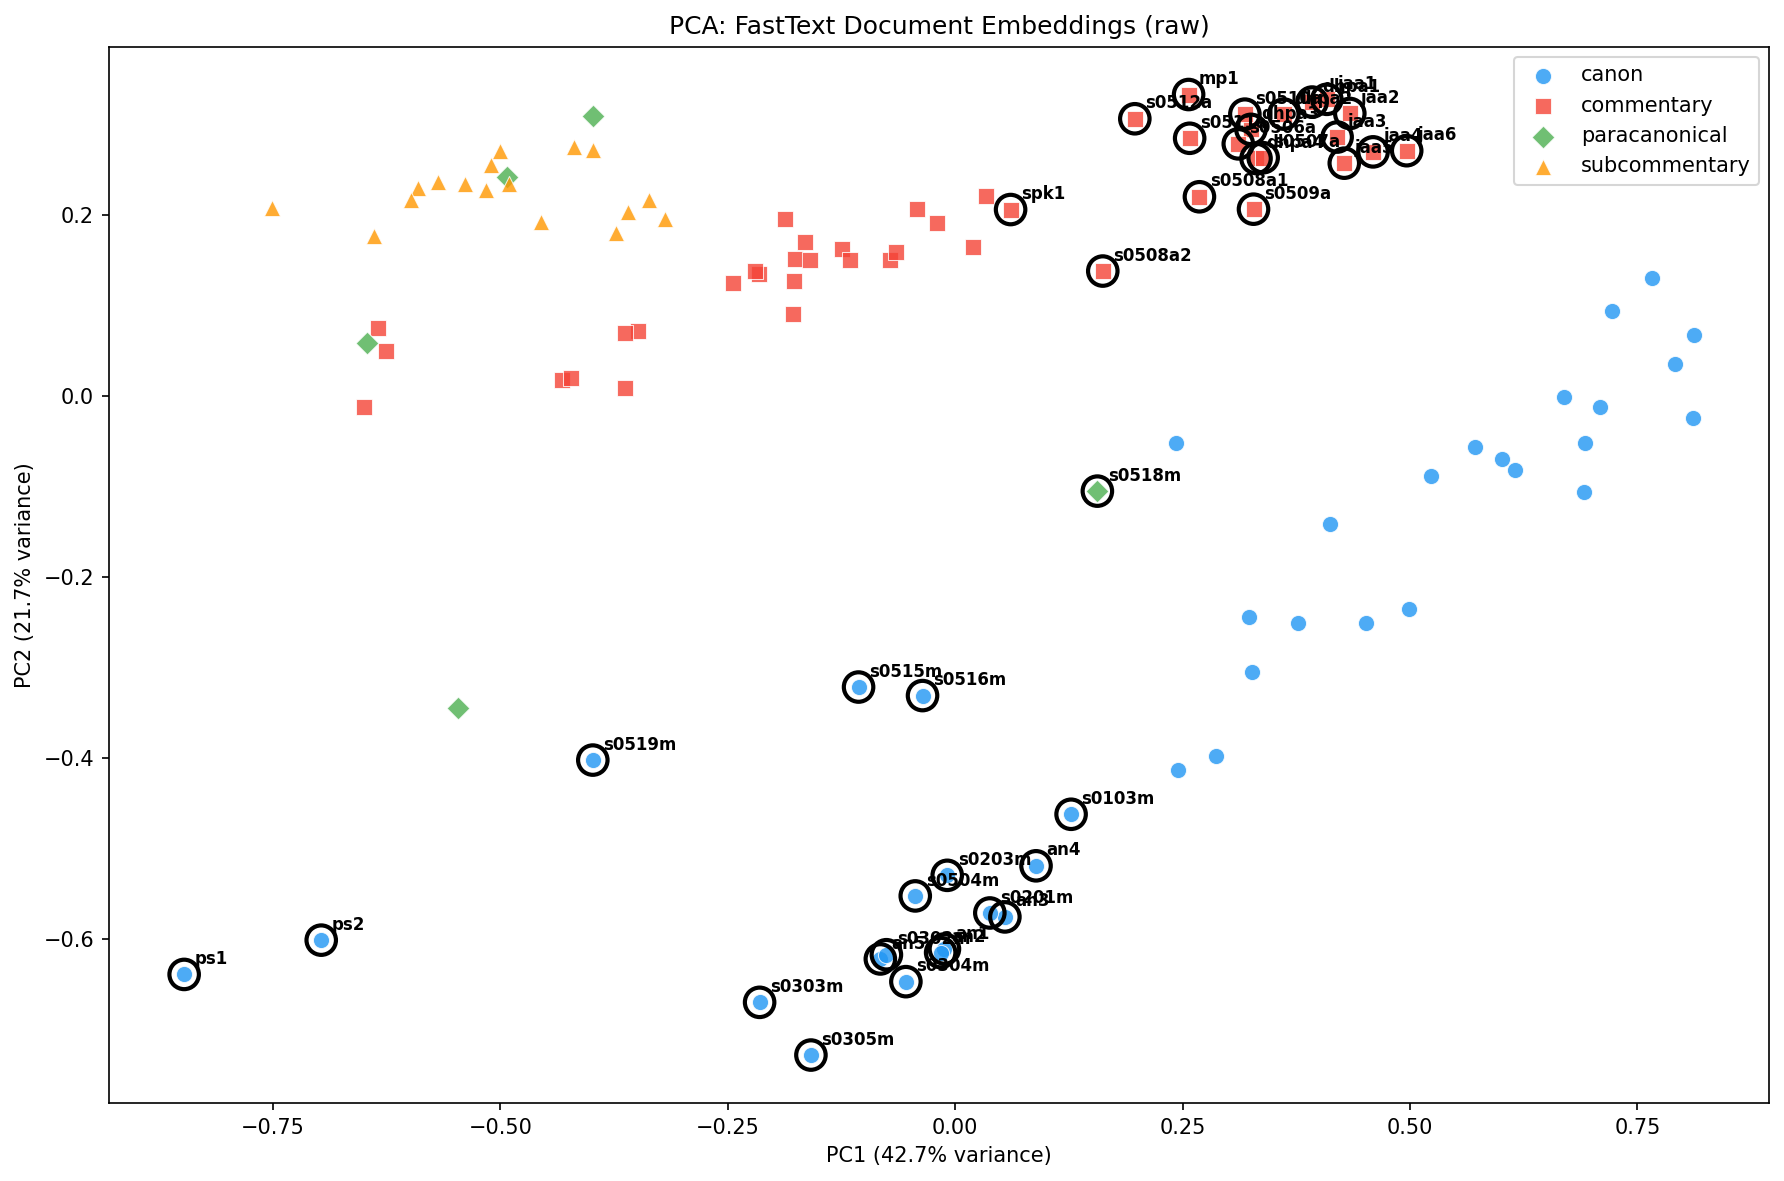 PCA: FastText Document Embeddings (raw)
canon
commentary
paracanonical
subcommentary
mp1
s0512a
jaa2
jaa3
jaa6
s0508a1
s0509a
spk1
s0508a2
s0518m
s0515m
s0516m
s0519m
s0103m
an4
s0203m
s0504m
s0201m
an3
an1
s0304m
ps2
ps1
s0303m
s0305m
0.2
0.0
−0.2
−0.4
−0.6
PC2 (21.7% variance)
−0.75
−0.50
−0.25
0.00
0.25
0.50
0.75
PC1 (42.7% variance)